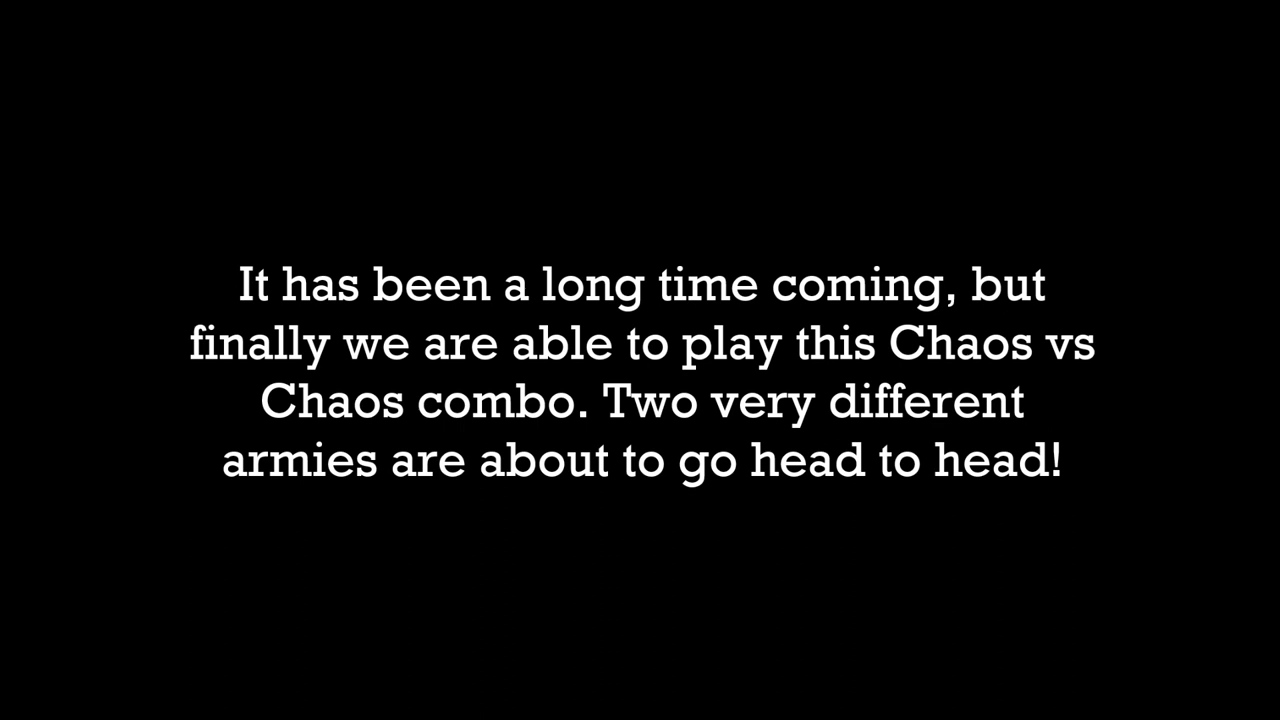 It has been a long time coming, but
finally we are able to play this Chaos vs
Chaos combo. Two very different
armies are about to go head to head!